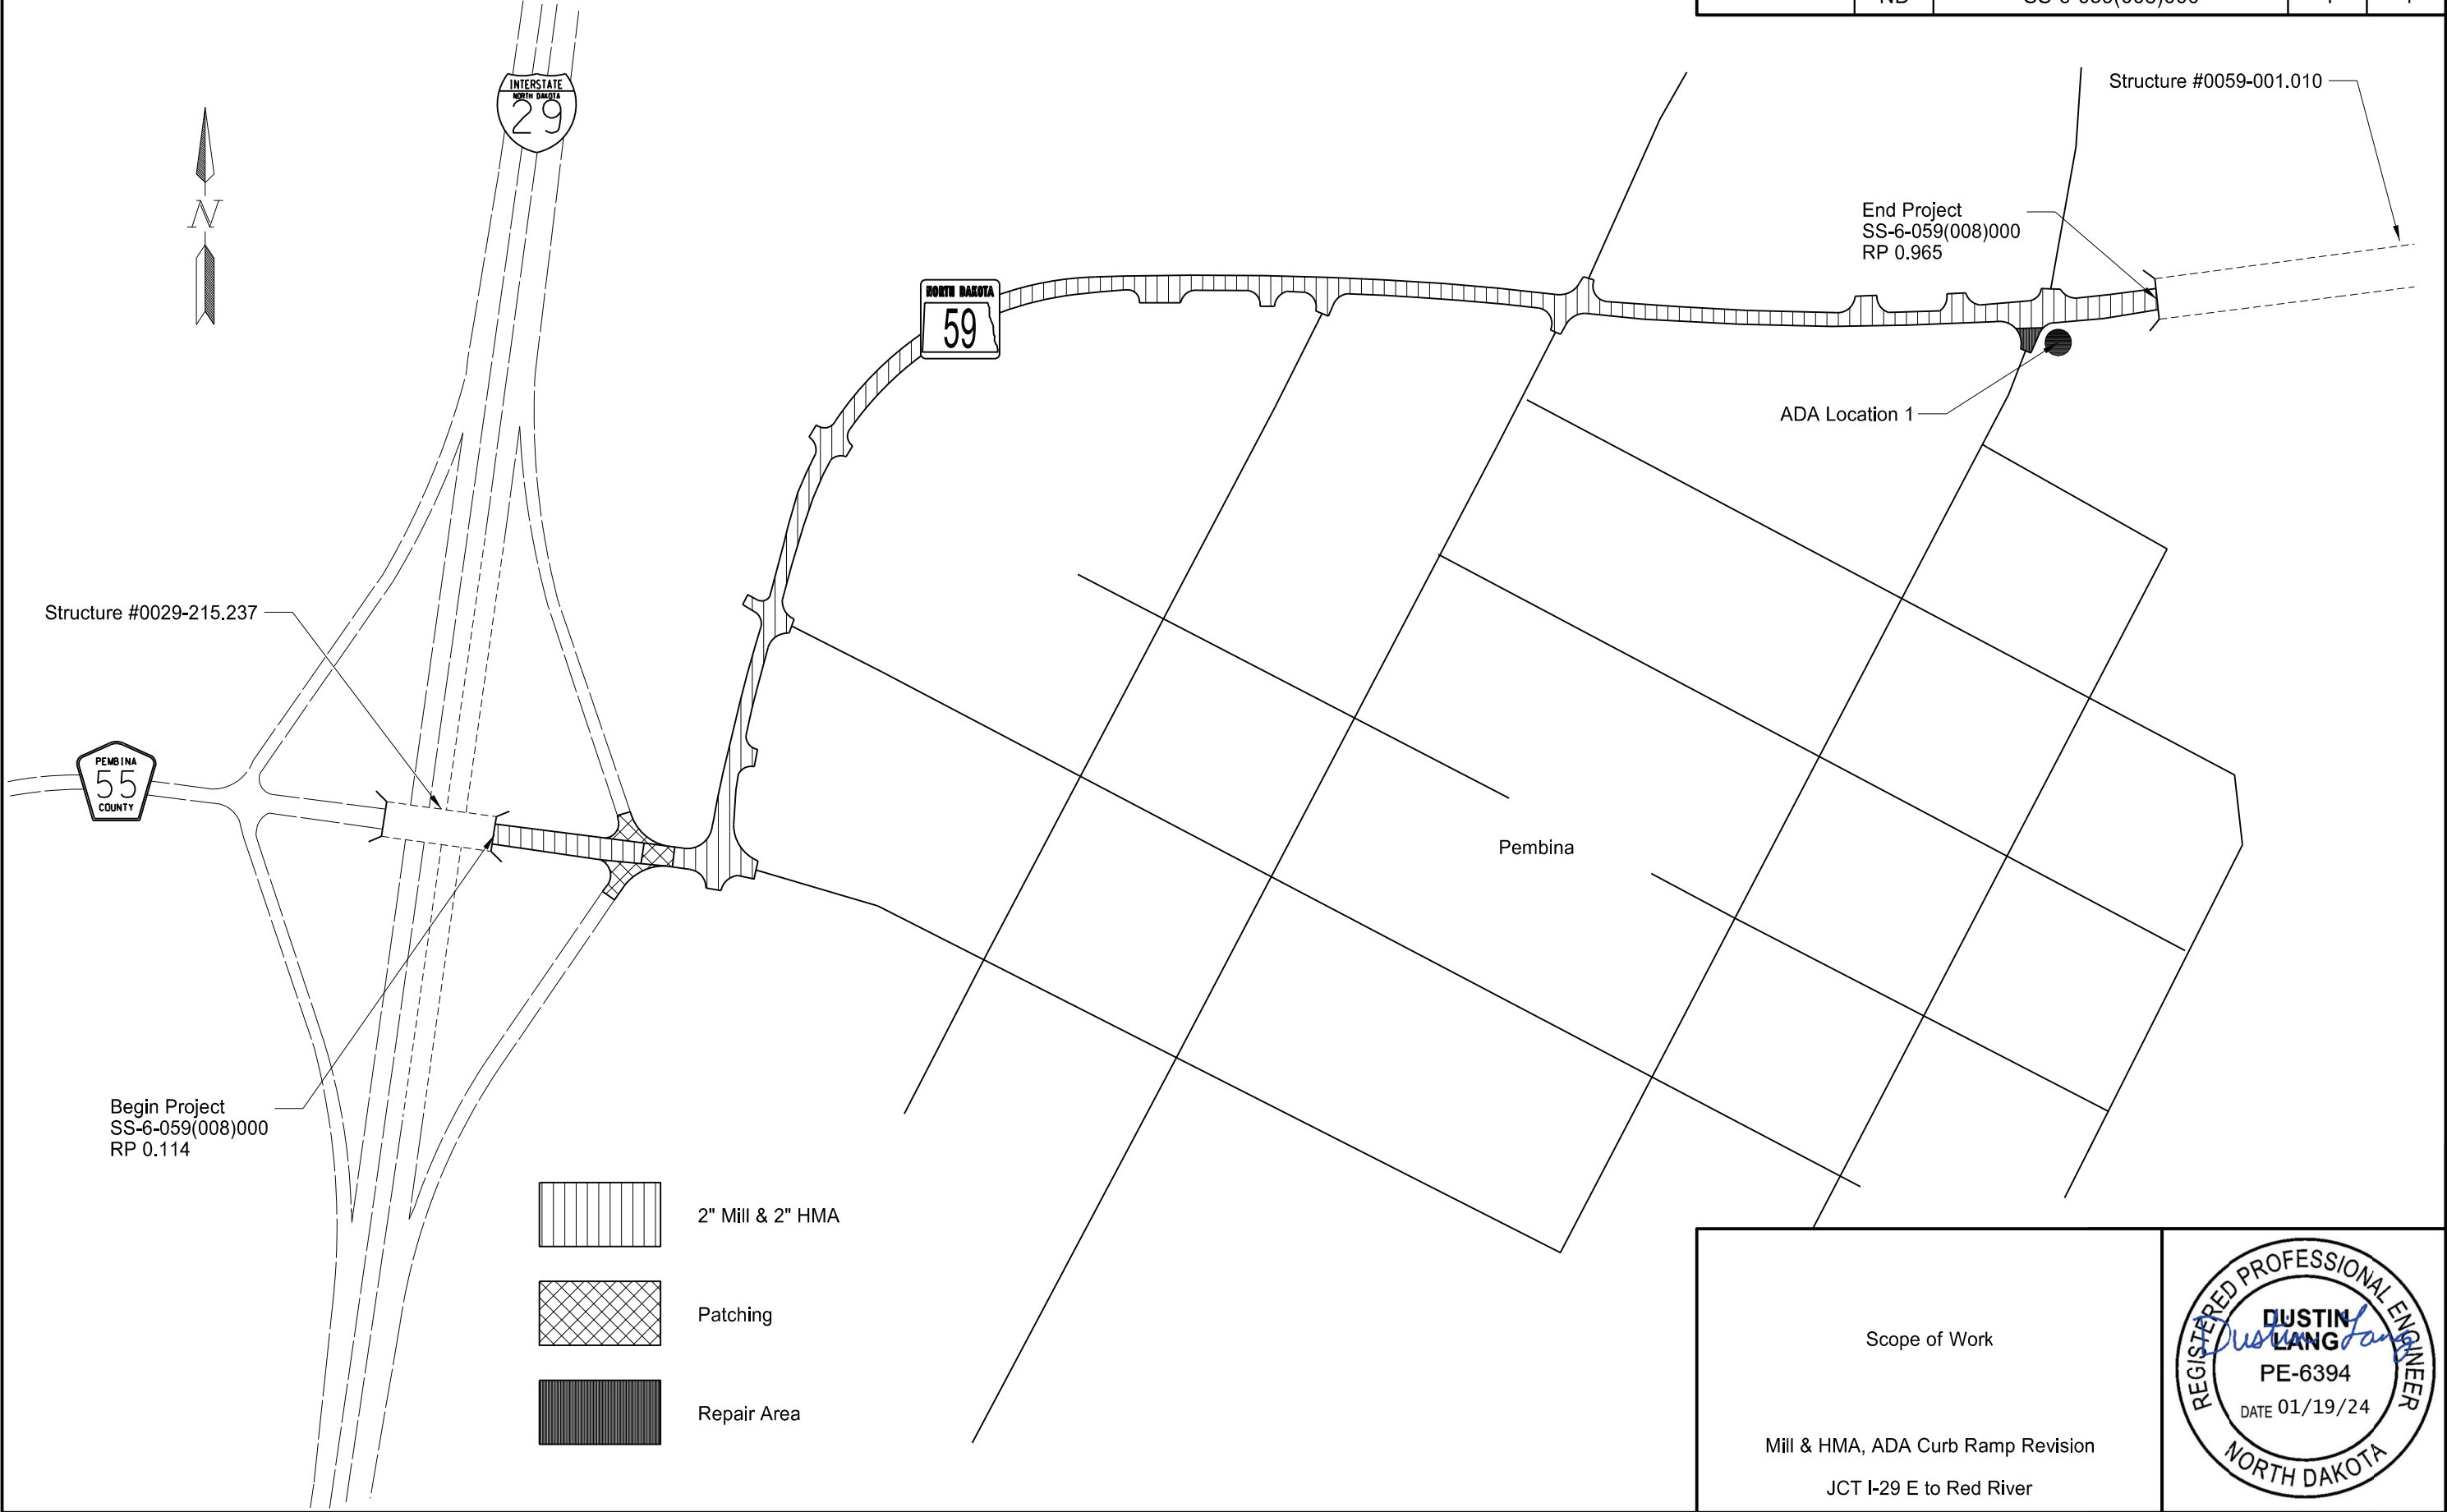 INTERSTATE
NORTH DAKOTA
29
N
Structure #0059-001.010
End Project
SS-6-059(008)000
RP 0.965
NORTH DAKOTA
59
ADA Location 1
Structure #0029-215.237
PEMBINA
55
COUNTY
Pembina
Begin Project
SS-6-059(008)000
RP 0.114
2" Mill & 2" HMA
Patching
Repair Area
Scope of Work
Mill & HMA, ADA Curb Ramp Revision
JCT I-29 E to Red River
REGISTERED PROFESSIONAL ENGINEER
DUSTIN
LANG
Dustin Lang
PE-6394
DATE 01/19/24
NORTH DAKOTA